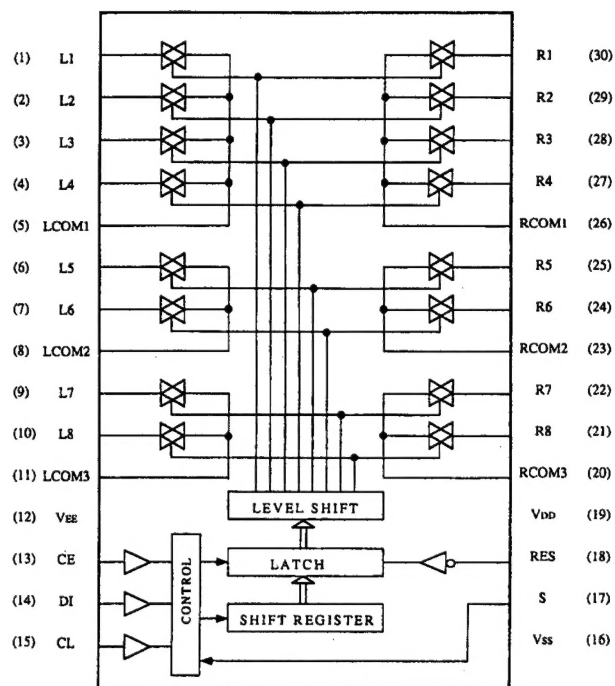 (1) L1 R1 (30)
(2) L2 R2 (29)
(3) L3 R3 (28)
(4) L4 R4 (27)
(5) LCOM1 RCOM1 (26)
(6) L5 R5 (25)
(7) L6 R6 (24)
(8) LCOM2 RCOM2 (23)
(9) L7 R7 (22)
(10) L8 R8 (21)
(11) LCOM3 RCOM3 (20)
(12) VEE LEVEL SHIFT VDD (19)
(13) CE LATCH RES (18)
(14) DI CONTROL SHIFT REGISTER S (17)
(15) CL Vss (16)